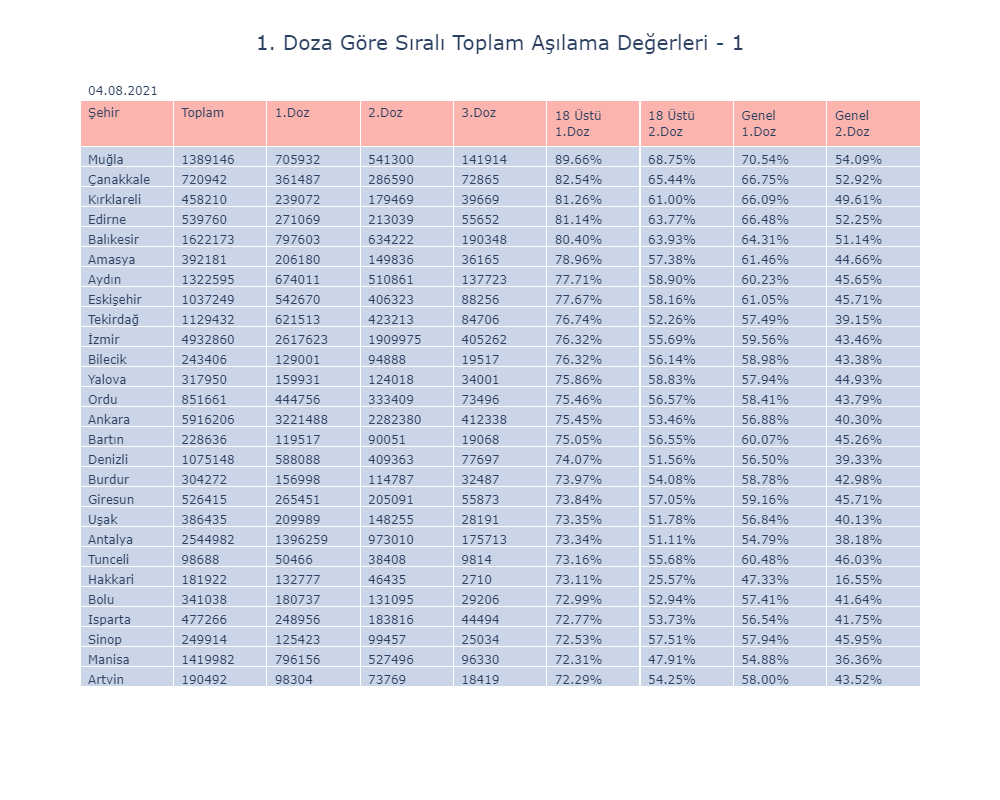 1. Doza Göre Sıralı Toplam Aşılama Değerleri - 1
04.08.2021
Şehir Toplam 1.Doz 2.Doz 3.Doz 18 Üstü 1.Doz 18 Üstü 2.Doz Genel 1.Doz Genel 2.Doz
Muğla 1389146 705932 541300 141914 89.66% 68.75% 70.54% 54.09%
Çanakkale 720942 361487 286590 72865 82.54% 65.44% 66.75% 52.92%
Kırklareli 458210 239072 179469 39669 81.26% 61.00% 66.09% 49.61%
Edirne 539760 271069 213039 55652 81.14% 63.77% 66.48% 52.25%
Balıkesir 1622173 797603 634222 190348 80.40% 63.93% 64.31% 51.14%
Amasya 392181 206180 149836 36165 78.96% 57.38% 61.46% 44.66%
Aydın 1322595 674011 510861 137723 77.71% 58.90% 60.23% 45.65%
Eskişehir 1037249 542670 406323 88256 77.67% 58.16% 61.05% 45.71%
Tekirdağ 1129432 621513 423213 84706 76.74% 52.26% 57.49% 39.15%
İzmir 4932860 2617623 1909975 405262 76.32% 55.69% 59.56% 43.46%
Bilecik 243406 129001 94888 19517 76.32% 56.14% 58.98% 43.38%
Yalova 317950 159931 124018 34001 75.86% 58.83% 57.94% 44.93%
Ordu 851661 444756 333409 73496 75.46% 56.57% 58.41% 43.79%
Ankara 5916206 3221488 2282380 412338 75.45% 53.46% 56.88% 40.30%
Bartın 228636 119517 90051 19068 75.05% 56.55% 60.07% 45.26%
Denizli 1075148 588088 409363 77697 74.07% 51.56% 56.50% 39.33%
Burdur 304272 156998 114787 32487 73.97% 54.08% 58.78% 42.98%
Giresun 526415 265451 205091 55873 73.84% 57.05% 59.16% 45.71%
Uşak 386435 209989 148255 28191 73.35% 51.78% 56.84% 40.13%
Antalya 2544982 1396259 973010 175713 73.34% 51.11% 54.79% 38.18%
Tunceli 98688 50466 38408 9814 73.16% 55.68% 60.48% 46.03%
Hakkari 181922 132777 46435 2710 73.11% 25.57% 47.33% 16.55%
Bolu 341038 180737 131095 29206 72.99% 52.94% 57.41% 41.64%
Isparta 477266 248956 183816 44494 72.77% 53.73% 56.54% 41.75%
Sinop 249914 125423 99457 25034 72.53% 57.51% 57.94% 45.95%
Manisa 1419982 796156 527496 96330 72.31% 47.91% 54.88% 36.36%
Artvin 190492 98304 73769 18419 72.29% 54.25% 58.00% 43.52%